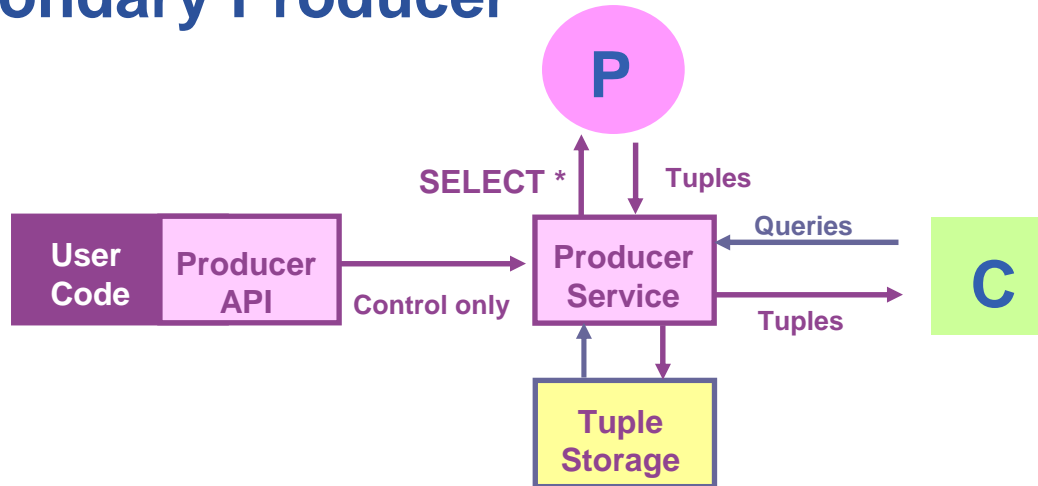 ondary Producer
P
SELECT *
Tuples
User
Code
Producer
API
Control only
Producer
Service
Queries
Tuples
C
Tuple
Storage